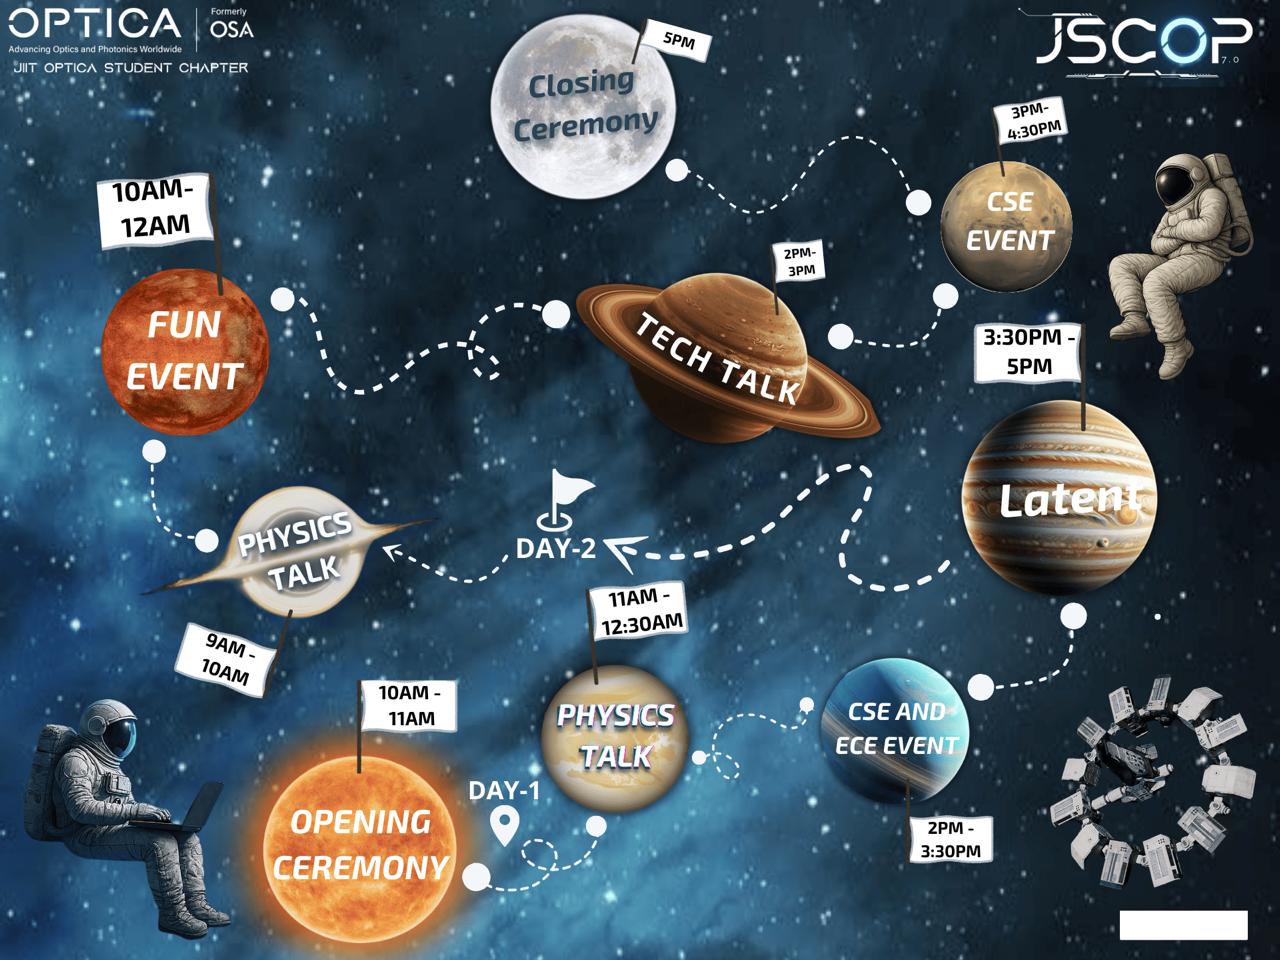 OPTICA
Formerly
OSA
Advancing Optics and Photonics Worldwide
JIIT OPTICA STUDENT CHAPTER
JSCOP
7.0
5PM
Closing
Ceremony
3PM-
4:30PM
CSE
EVENT
10AM-
12AM
FUN
EVENT
2PM-
3PM
TECH TALK
3:30PM -
5PM
Latent
PHYSICS
TALK
9AM -
10AM
DAY-2
11AM -
12:30AM
PHYSICS
TALK
CSE AND
ECE EVENT
2PM -
3:30PM
10AM -
11AM
OPENING
CEREMONY
DAY-1